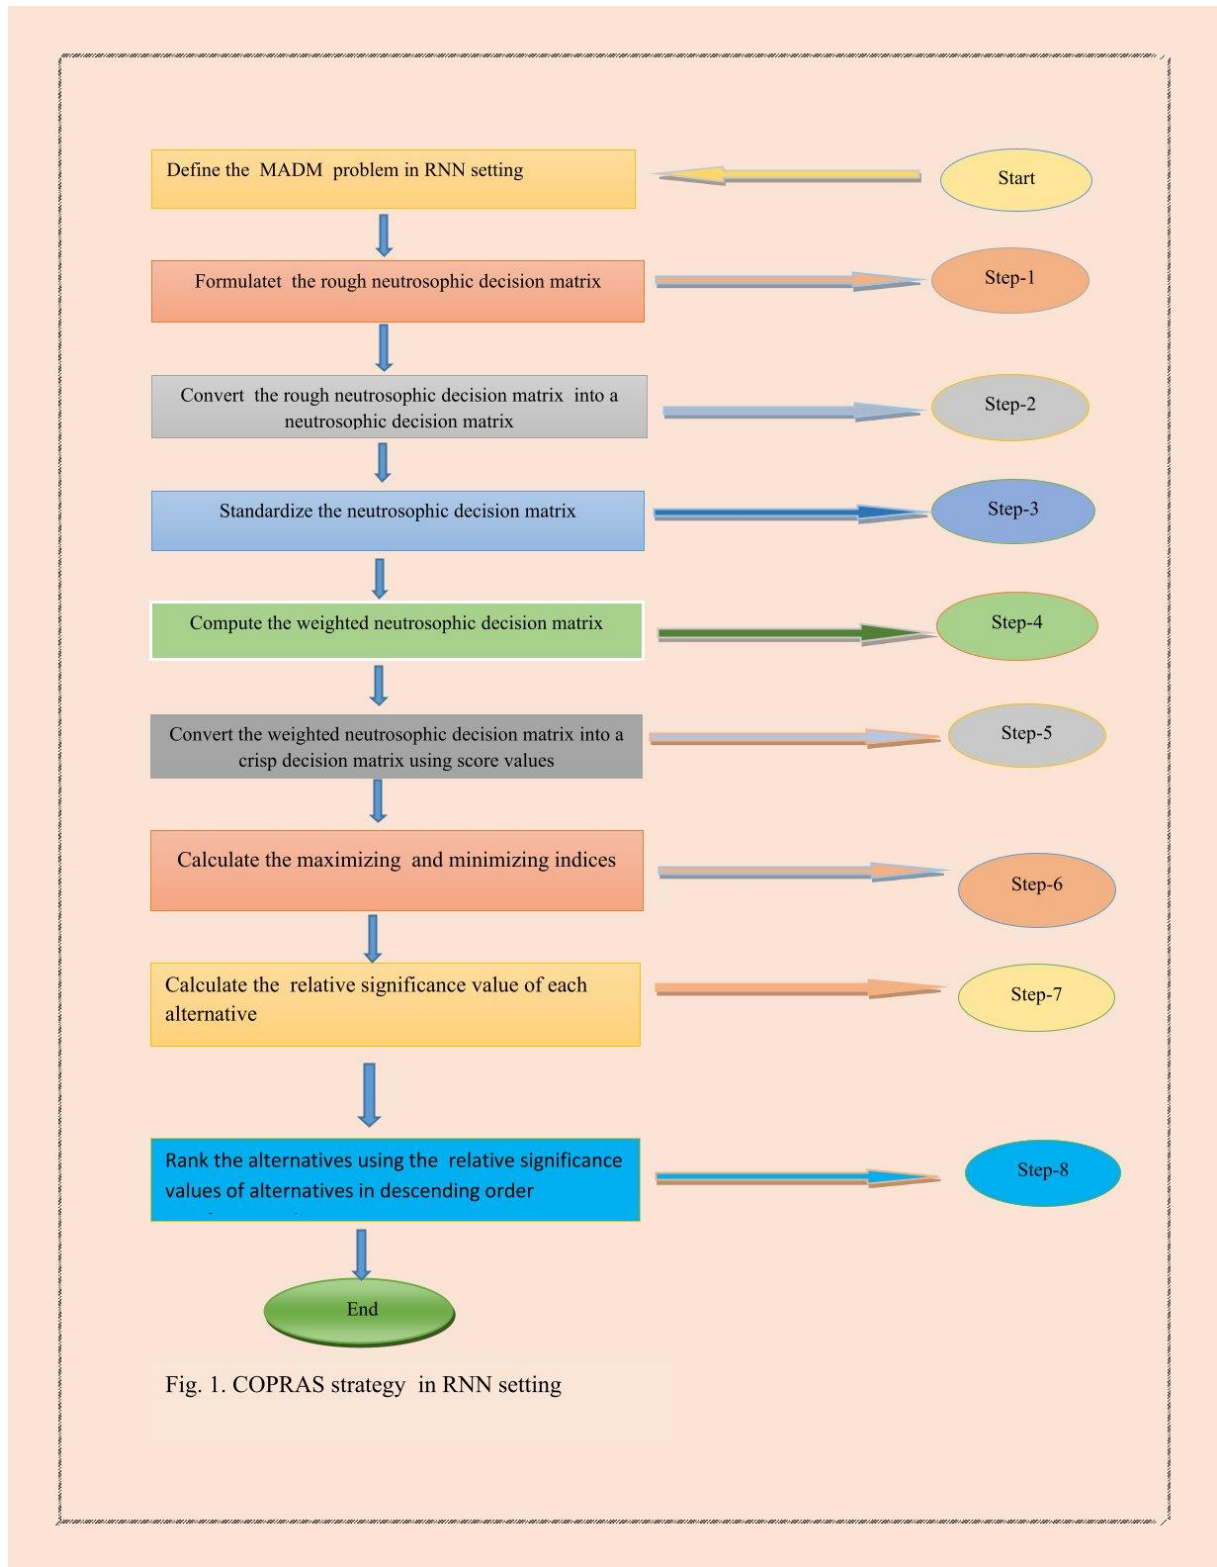 Define the MADM problem in RNN setting
Start
Formulatet the rough neutrosophic decision matrix
Step-1
Convert the rough neutrosophic decision matrix into a
neutrosophic decision matrix
Step-2
Standardize the neutrosophic decision matrix
Step-3
Compute the weighted neutrosophic decision matrix
Step-4
Convert the weighted neutrosophic decision matrix into a
crisp decision matrix using score values
Step-5
Calculate the maximizing and minimizing indices
Step-6
Calculate the relative significance value of each
alternative
Step-7
Rank the alternatives using the relative significance
values of alternatives in descending order
Step-8
End
Fig. 1. COPRAS strategy in RNN setting